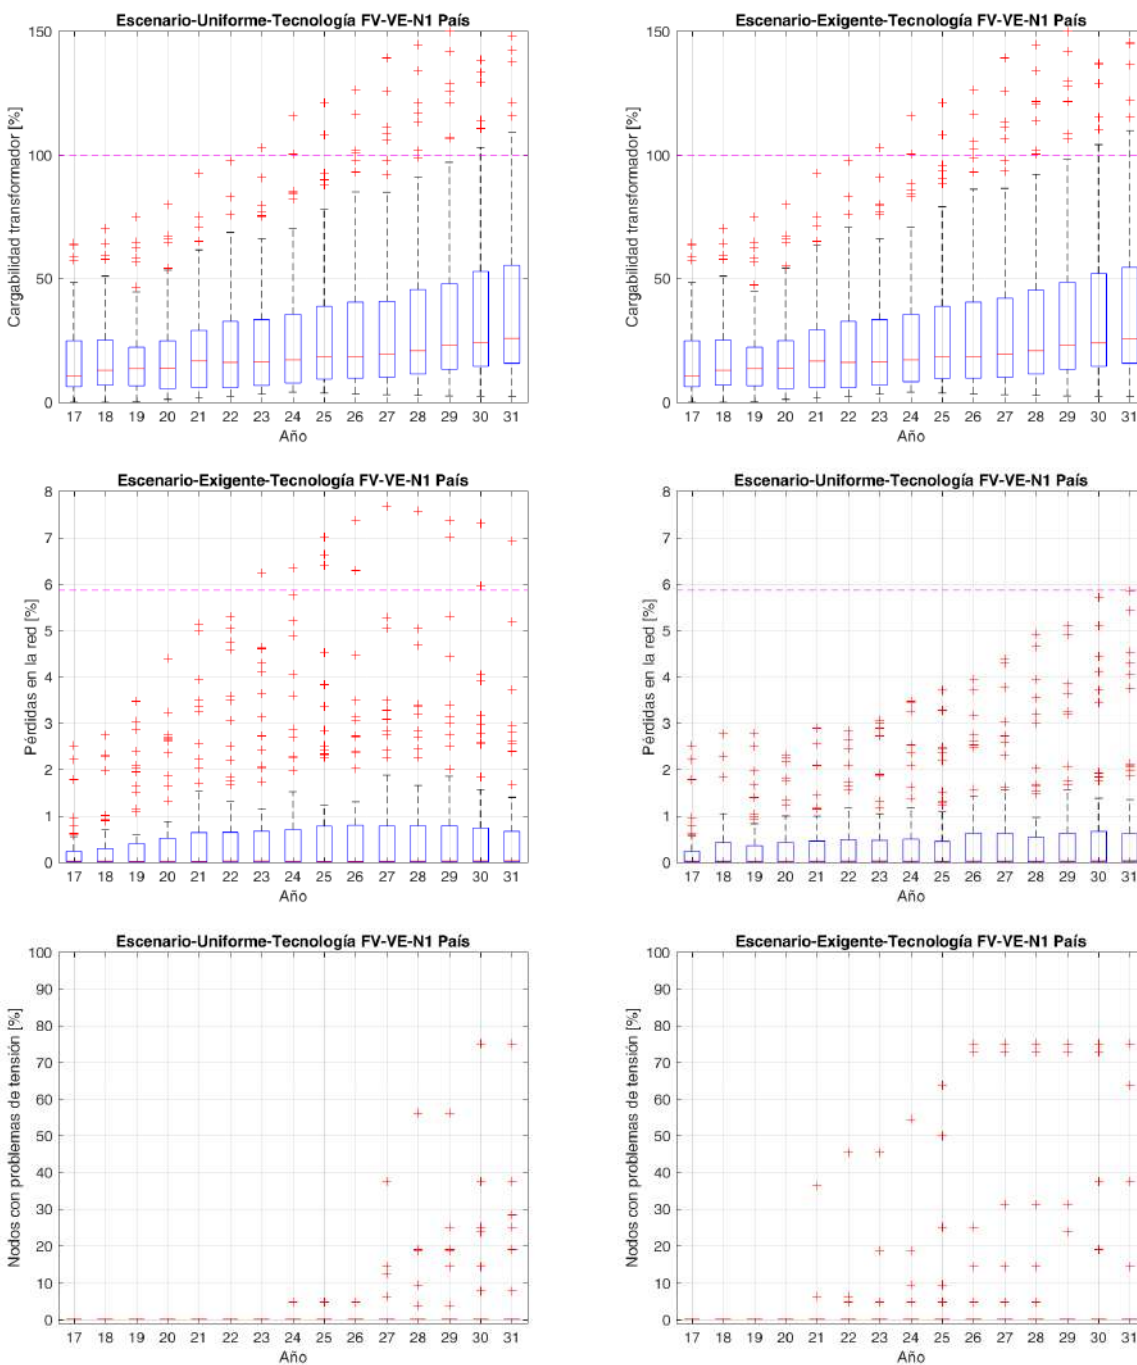 Escenario-Uniforme-Tecnología FV-VE-N1 País
Cargabilidad transformador [%]
150
100
50
0
17 18 19 20 21 22 23 24 25 26 27 28 29 30 31
Año
Escenario-Exigente-Tecnología FV-VE-N1 País
Cargabilidad transformador [%]
150
100
50
0
17 18 19 20 21 22 23 24 25 26 27 28 29 30 31
Año
Escenario-Exigente-Tecnología FV-VE-N1 País
Pérdidas en la red [%]
8
7
6
5
4
3
2
1
0
17 18 19 20 21 22 23 24 25 26 27 28 29 30 31
Año
Escenario-Uniforme-Tecnología FV-VE-N1 País
Pérdidas en la red [%]
8
7
6
5
4
3
2
1
0
17 18 19 20 21 22 23 24 25 26 27 28 29 30 31
Año
Escenario-Uniforme-Tecnología FV-VE-N1 País
Nodos con problemas de tensión [%]
100
90
80
70
60
50
40
30
20
10
0
17 18 19 20 21 22 23 24 25 26 27 28 29 30 31
Año
Escenario-Exigente-Tecnología FV-VE-N1 País
Nodos con problemas de tensión [%]
100
90
80
70
60
50
40
30
20
10
0
17 18 19 20 21 22 23 24 25 26 27 28 29 30 31
Año